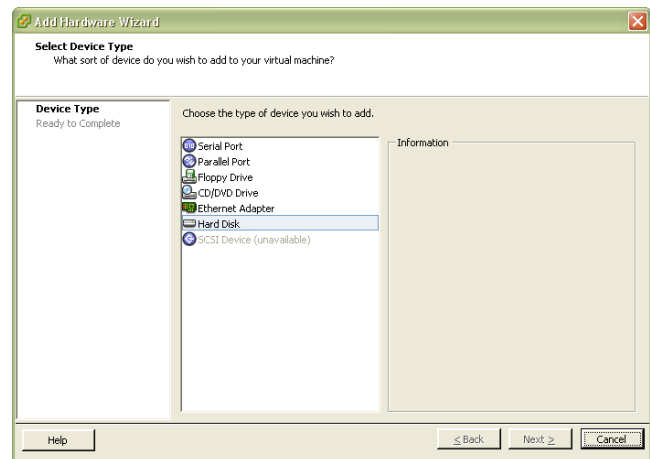 Add Hardware Wizard
Select Device Type
What sort of device do you wish to add to your virtual machine?
Device Type
Ready to Complete
Choose the type of device you wish to add.
Serial Port
Parallel Port
Floppy Drive
CD/DVD Drive
Ethernet Adapter
Hard Disk
SCSI Device (unavailable)
Information
Help
< Back
Next >
Cancel